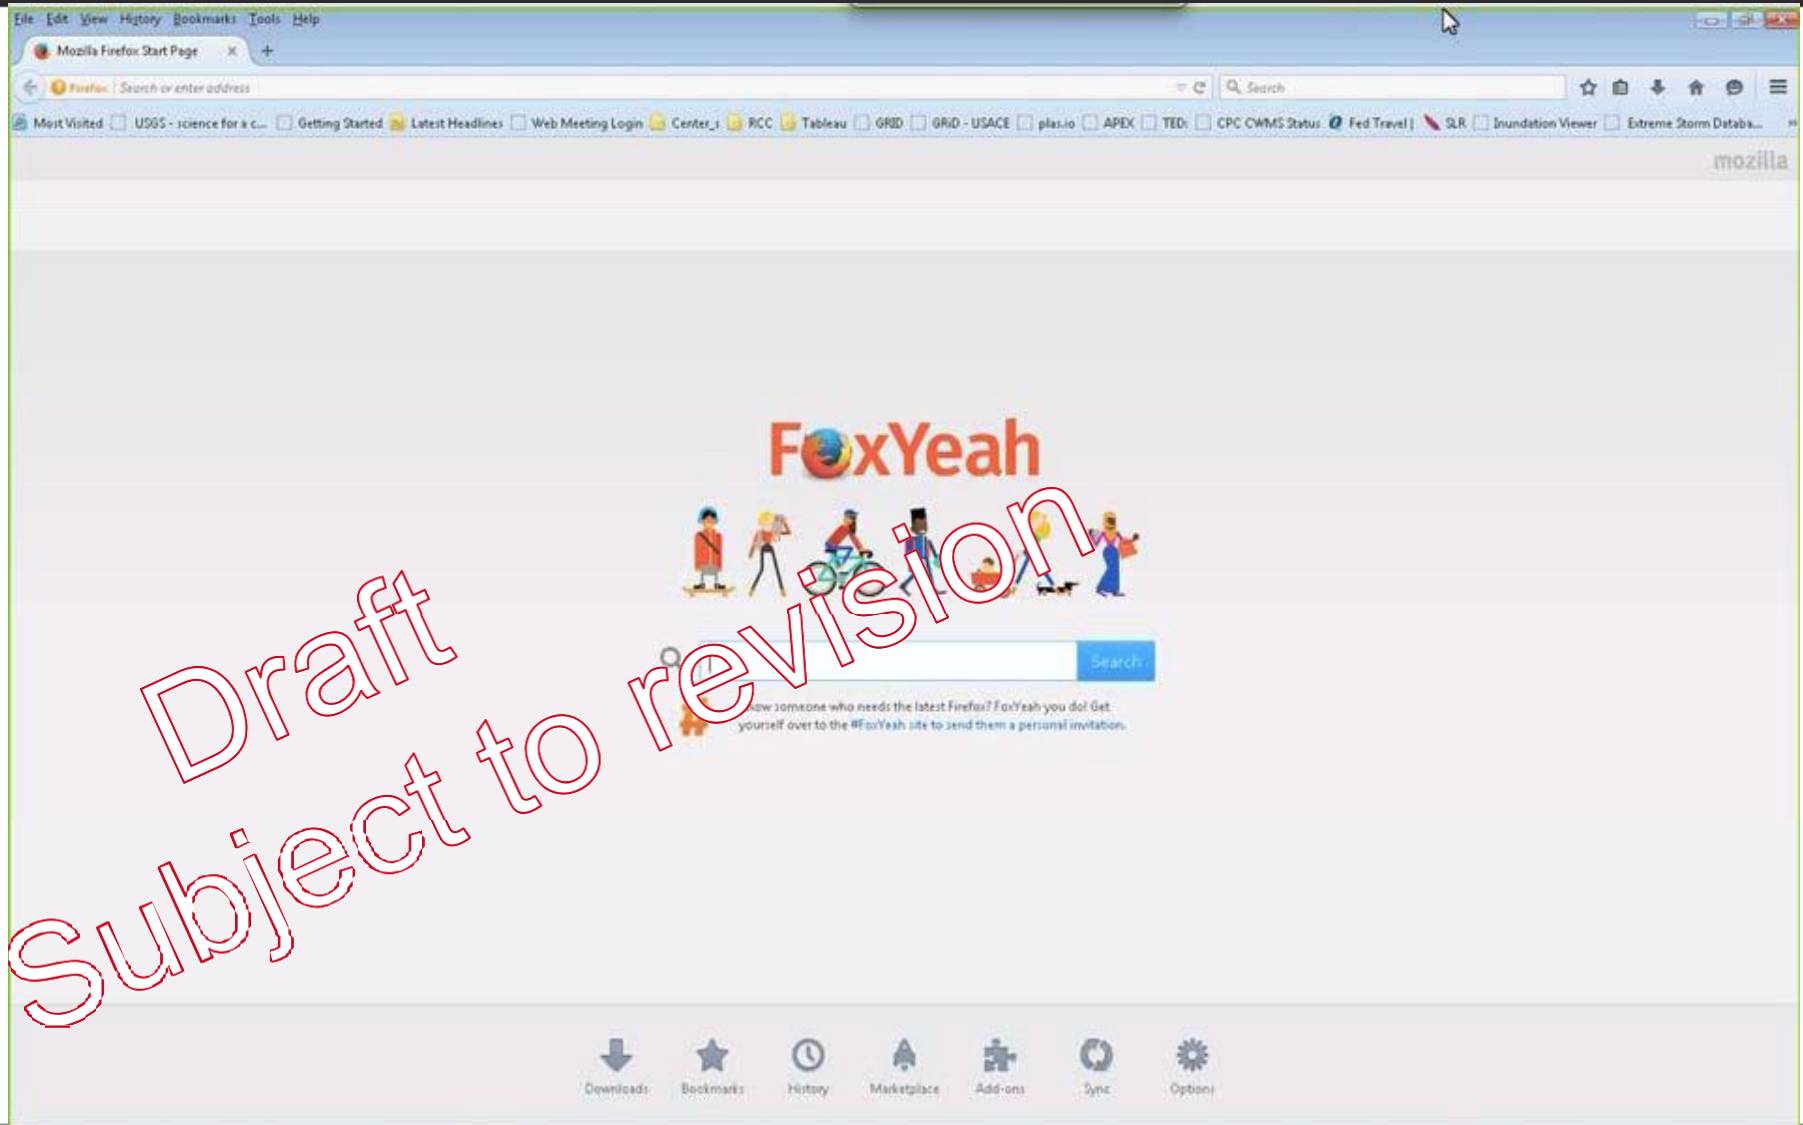 File Edit View History Bookmarks Tools Help
Mozilla Firefox Start Page
Firefox Search or enter address Search
Most Visited USGS - science for a c... Getting Started Latest Headlines Web Meeting Login Center_s RCC Tableau GRID GRiD - USACE plas.io APEX TED: CPC CWMS Status Fed Travel | SLR Inundation Viewer Extreme Storm Databa...
mozilla
FoxYeah
Draft
Subject to revision
Search
someone who needs the latest Firefox? FoxYeah you do! Get
yourself over to the #FoxYeah site to send them a personal invitation.
Downloads Bookmarks History Marketplace Add-ons Sync Options